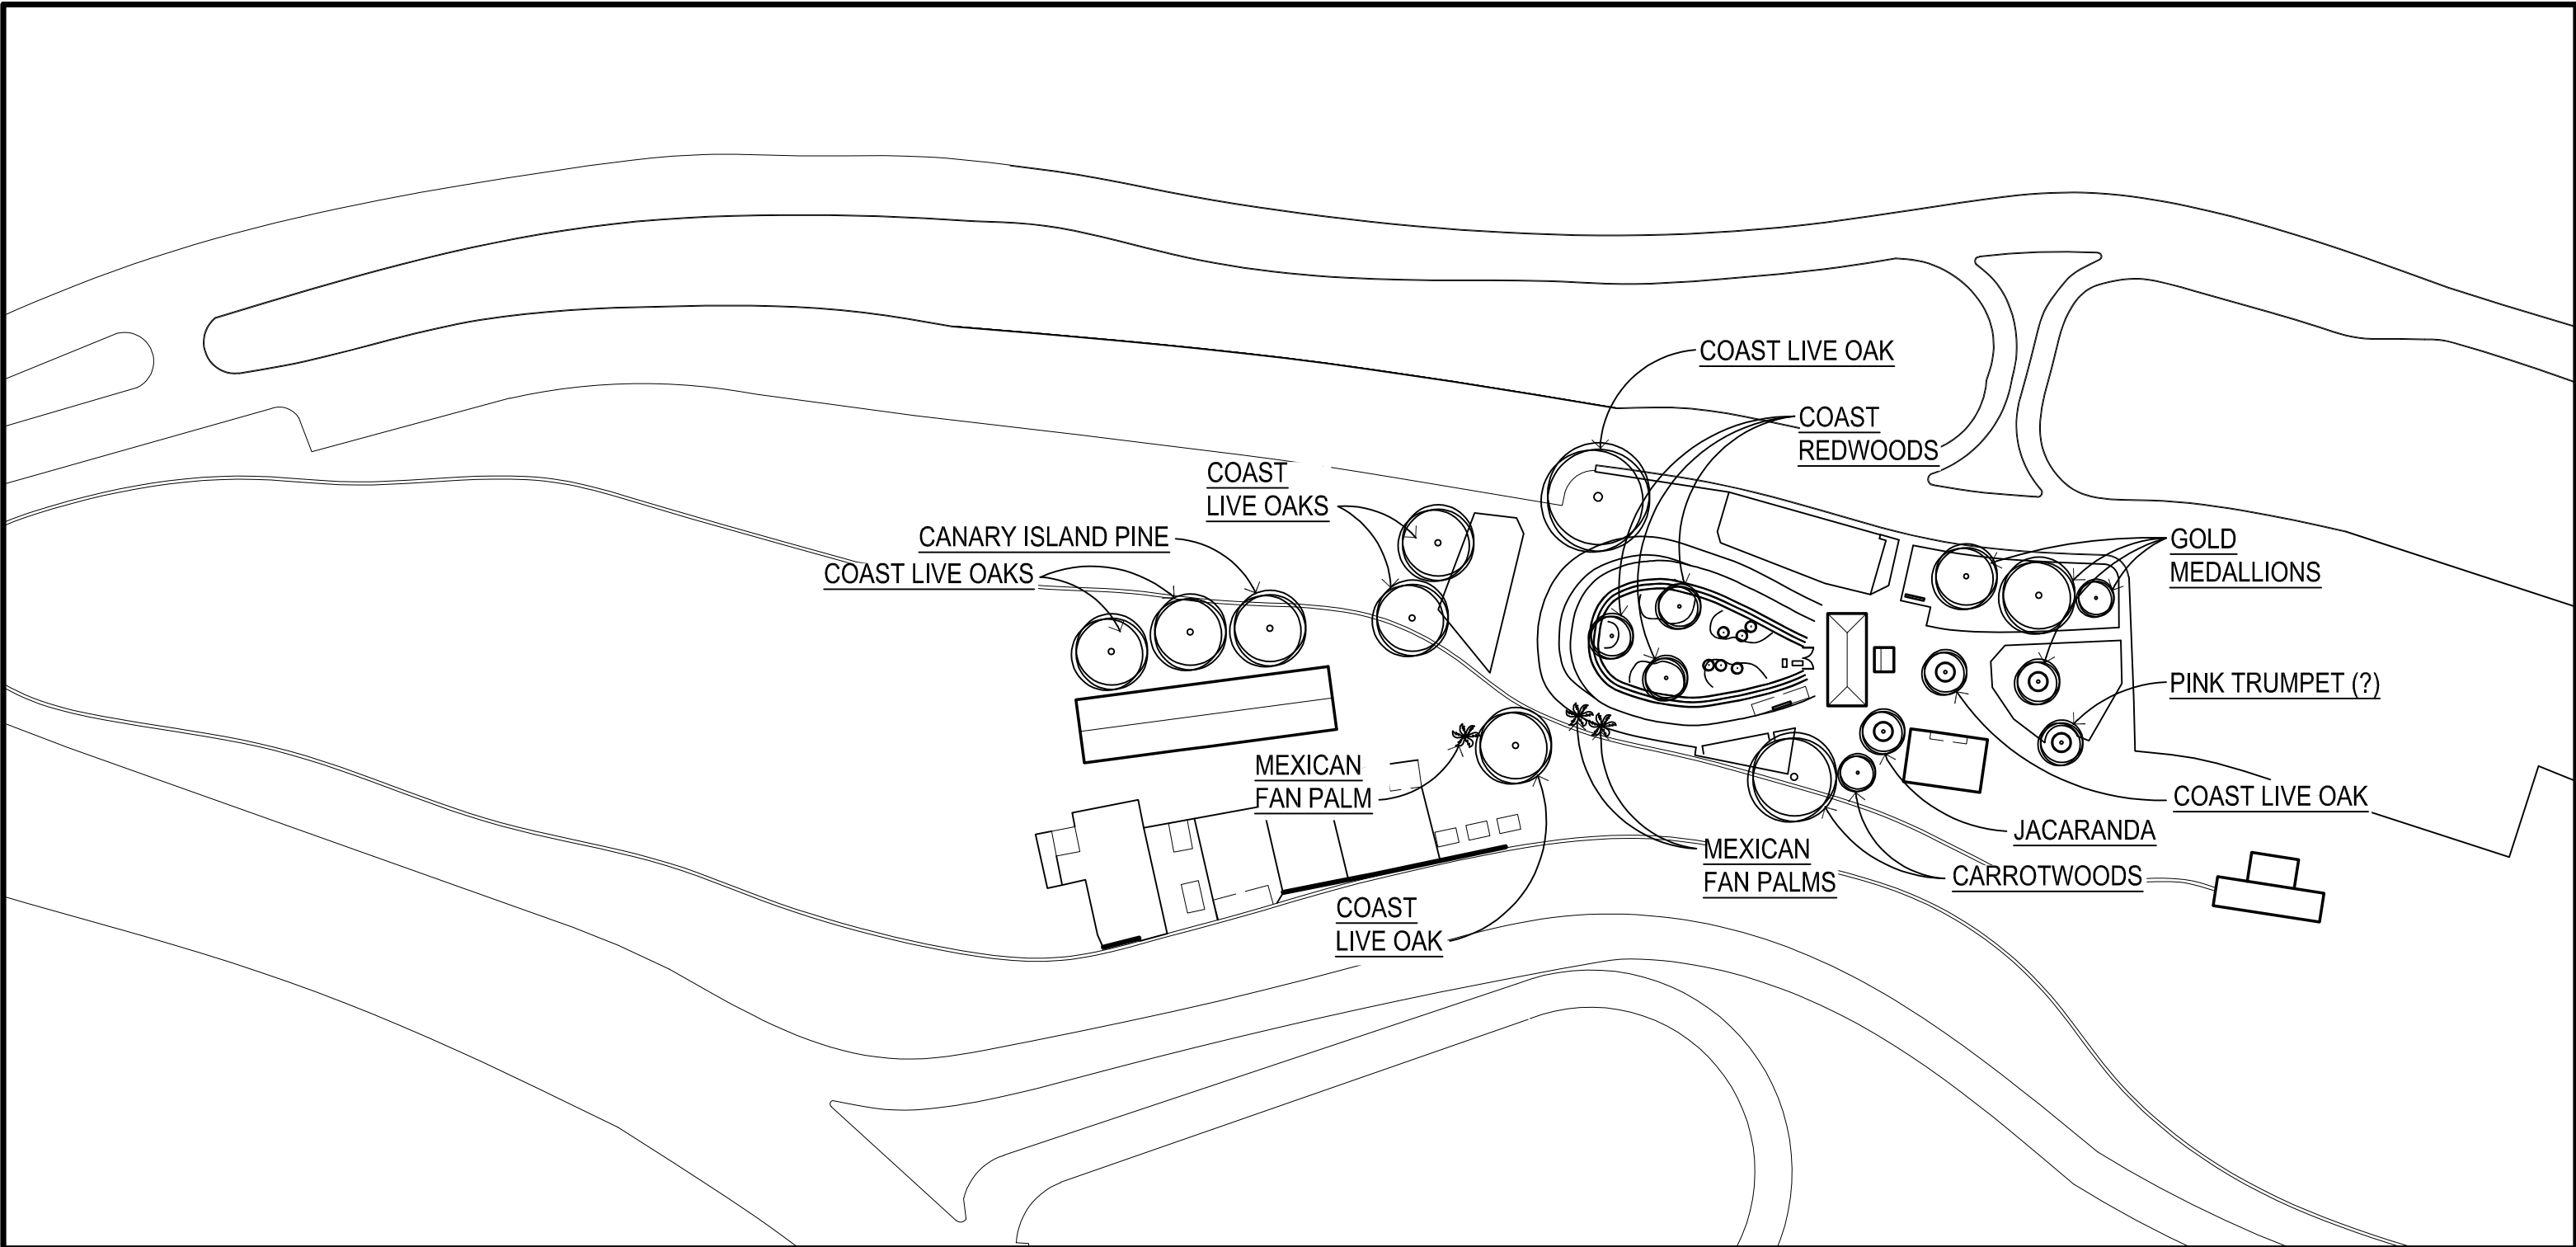 COAST LIVE OAK
COAST
REDWOODS
COAST
LIVE OAKS
CANARY ISLAND PINE
COAST LIVE OAKS
GOLD
MEDALLIONS
PINK TRUMPET (?)
MEXICAN
FAN PALM
COAST LIVE OAK
JACARANDA
MEXICAN
FAN PALMS
CARROTWOODS
COAST
LIVE OAK